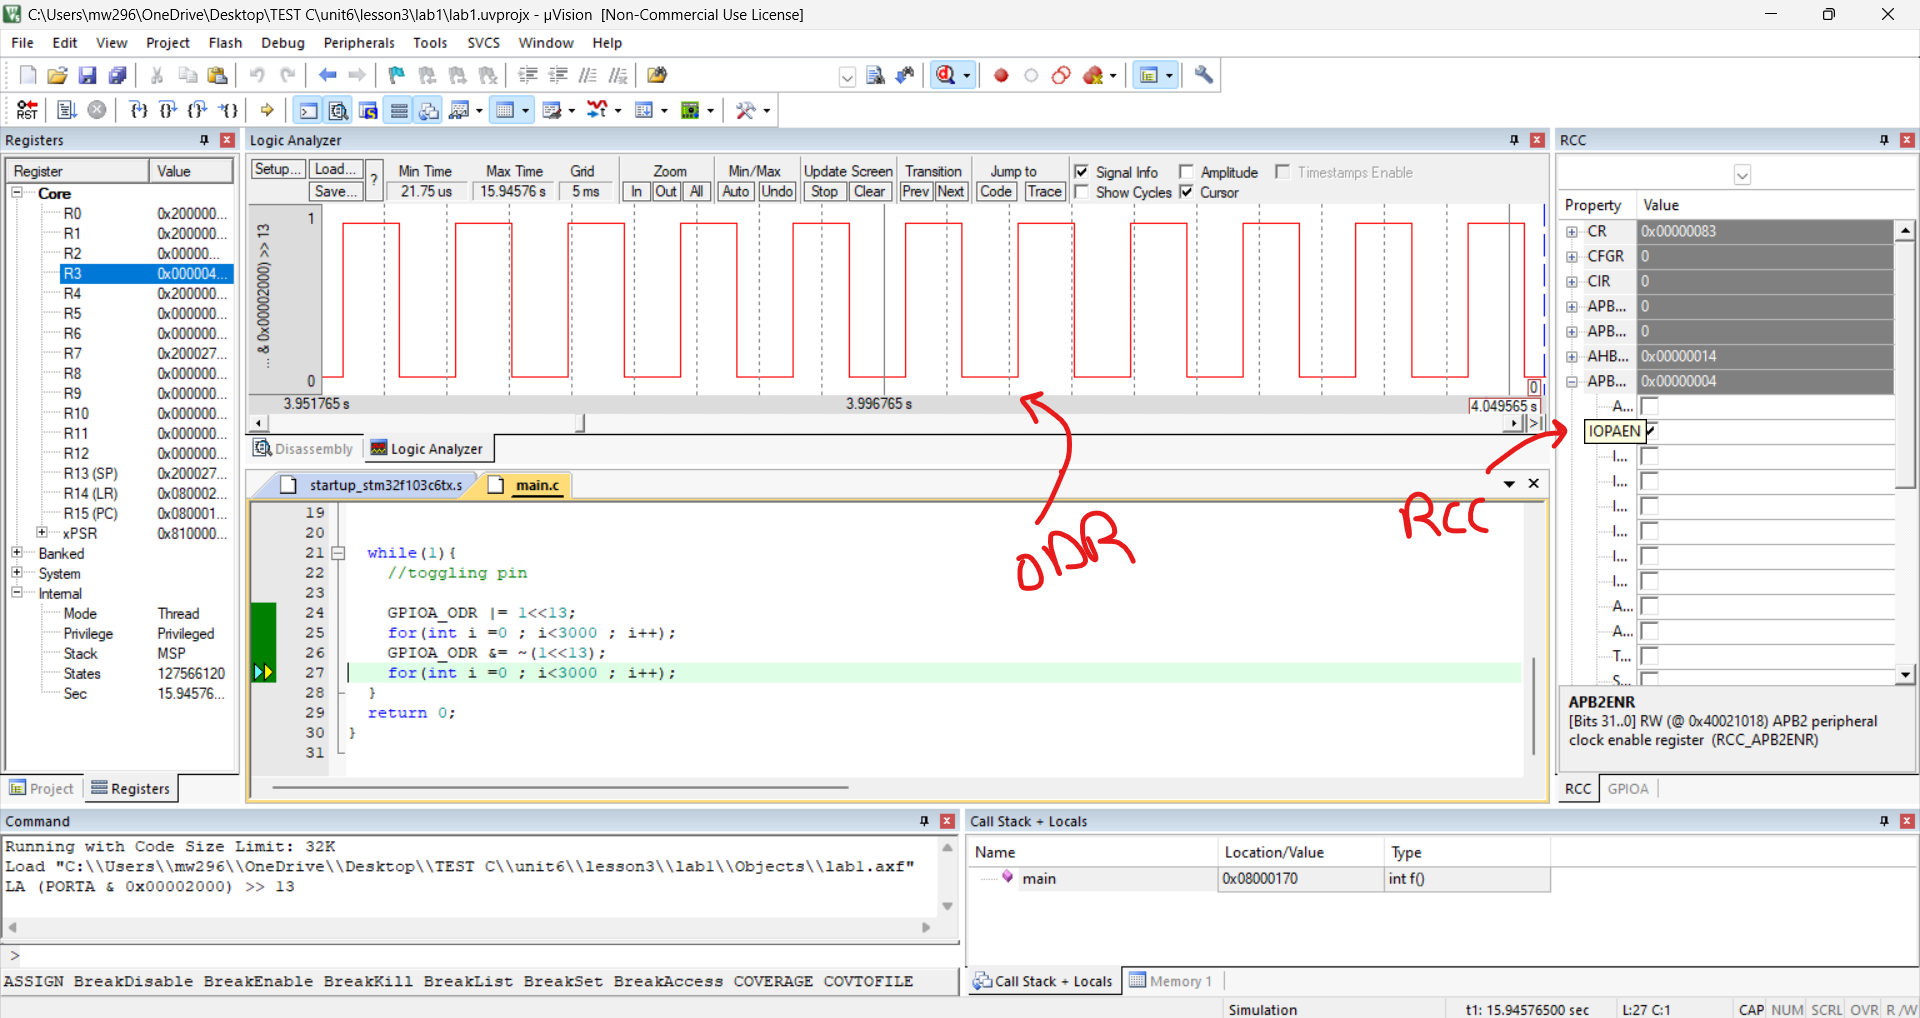 C:\Users\mw296\OneDrive\Desktop\TEST C\unit6\lesson3\lab1\lab1.uvprojx - µVision [Non-Commercial Use License]
File Edit View Project Flash Debug Peripherals Tools SVCS Window Help
RST
Registers
Register Value
Core
R0 0x200000...
R1 0x200000...
R2 0x00000...
R3 0x000004...
R4 0x200000...
R5 0x000000...
R6 0x000000...
R7 0x200027...
R8 0x000000...
R9 0x000000...
R10 0x000000...
R11 0x000000...
R12 0x000000...
R13 (SP) 0x200027...
R14 (LR) 0x080002...
R15 (PC) 0x080001...
xPSR 0x810000...
Banked
System
Internal
Mode Thread
Privilege Privileged
Stack MSP
States 127566120
Sec 15.94576...
Project Registers
Logic Analyzer
Setup... Load... ? Min Time Max Time Grid Zoom Min/Max Update Screen Transition Jump to Signal Info Amplitude Timestamps Enable
Save... 21.75 us 15.94576 s 5 ms In Out All Auto Undo Stop Clear Prev Next Code Trace Show Cycles Cursor
... & 0x00002000) >> 13
1
0
0
3.951765 s 3.996765 s 4.049565 s
Disassembly Logic Analyzer
ODR
RCC
startup_stm32f103c6tx.s main.c
19
20
21 while(1){
22 //toggling pin
23
24 GPIOA_ODR |= 1<<13;
25 for(int i =0 ; i<3000 ; i++);
26 GPIOA_ODR &= ~(1<<13);
27 for(int i =0 ; i<3000 ; i++);
28 }
29 return 0;
30 }
31
RCC
Property Value
CR 0x00000083
CFGR 0
CIR 0
APB... 0
APB... 0
AHB... 0x00000014
APB... 0x00000004
A...
IOPAEN
I...
I...
I...
I...
I...
I...
A...
A...
T...
S...
APB2ENR
[Bits 31..0] RW (@ 0x40021018) APB2 peripheral
clock enable register (RCC_APB2ENR)
RCC GPIOA
Command
Running with Code Size Limit: 32K
Load "C:\\Users\\mw296\\OneDrive\\Desktop\\TEST C\\unit6\\lesson3\\lab1\\Objects\\lab1.axf"
LA (PORTA & 0x00002000) >> 13
>
ASSIGN BreakDisable BreakEnable BreakKill BreakList BreakSet BreakAccess COVERAGE COVTOFILE
Call Stack + Locals
Name Location/Value Type
main 0x08000170 int f()
Call Stack + Locals Memory 1
Simulation t1: 15.94576500 sec L:27 C:1 CAP NUM SCRL OVR R/W